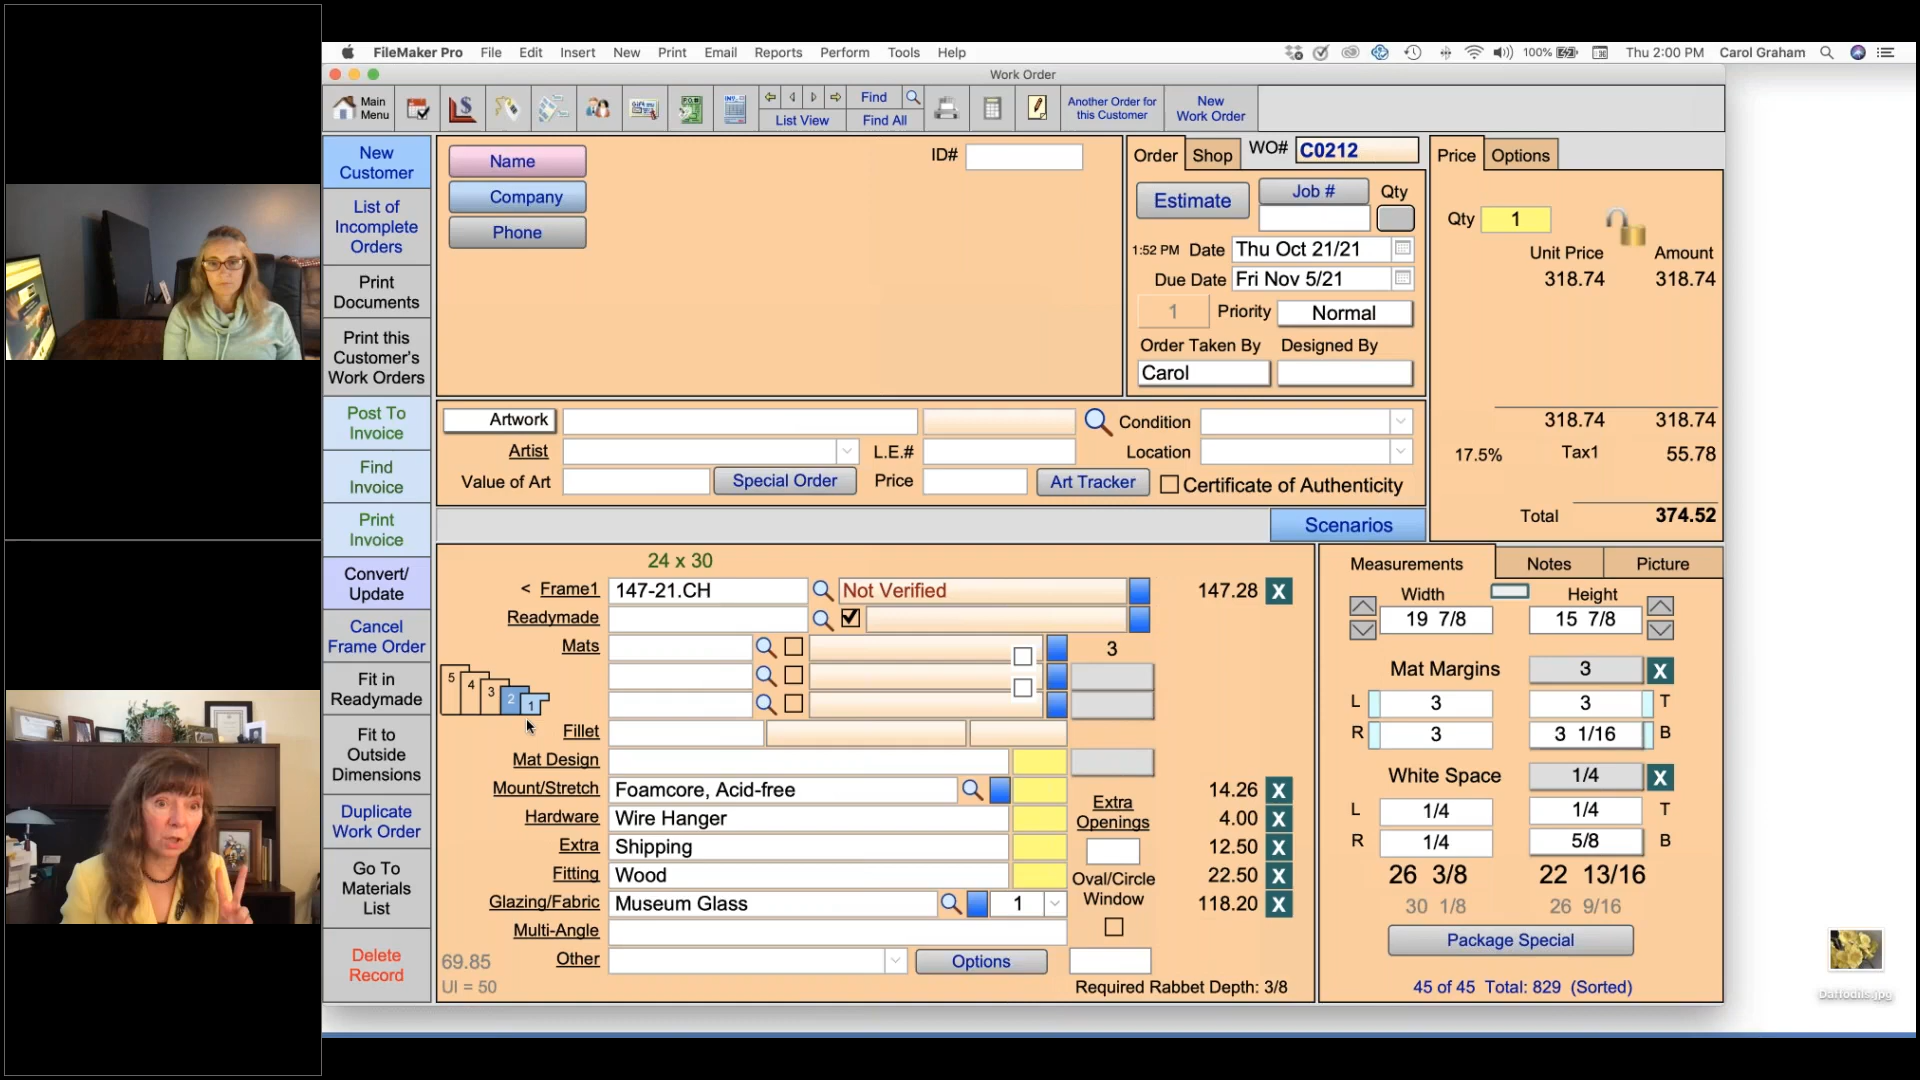 FileMaker Pro File Edit Insert New Print Email Reports Perform Tools Help
100% Thu 2:00 PM Carol Graham
Work Order
Main
Menu
Find
List View
Find All
Another Order for
this Customer
New
Work Order
New
Customer
List of
Incomplete
Orders
Print
Documents
Print this
Customer's
Work Orders
Post To
Invoice
Find
Invoice
Print
Invoice
Convert/
Update
Cancel
Frame Order
Fit in
Readymade
Fit to
Outside
Dimensions
Duplicate
Work Order
Go To
Materials
List
Delete
Record
Name
Company
Phone
ID#
Order Shop WO# C0212
Estimate Job # Qty
1:52 PM Date Thu Oct 21/21
Due Date Fri Nov 5/21
1 Priority Normal
Order Taken By Designed By
Carol
Price Options
Qty 1
Unit Price Amount
318.74 318.74
318.74 318.74
17.5% Tax1 55.78
Total 374.52
Artwork Condition
Artist L.E.# Location
Value of Art Special Order Price Art Tracker Certificate of Authenticity
Scenarios
24 x 30
< Frame1 147-21.CH Not Verified 147.28 X
Readymade
Mats 3
5 4 3 2 1
Fillet
Mat Design
Mount/Stretch Foamcore, Acid-free 14.26 X
Hardware Wire Hanger 4.00 X
Extra Shipping 12.50 X
Fitting Wood 22.50 X
Glazing/Fabric Museum Glass 1 118.20 X
Multi-Angle
Other Options
Extra
Openings
Oval/Circle
Window
69.85
UI = 50
Required Rabbet Depth: 3/8
Measurements Notes Picture
Width Height
19 7/8 15 7/8
Mat Margins 3 X
L 3 3 T
R 3 3 1/16 B
White Space 1/4 X
L 1/4 1/4 T
R 1/4 5/8 B
26 3/8 22 13/16
30 1/8 26 9/16
Package Special
45 of 45 Total: 829 (Sorted)
Daffodils.jpg